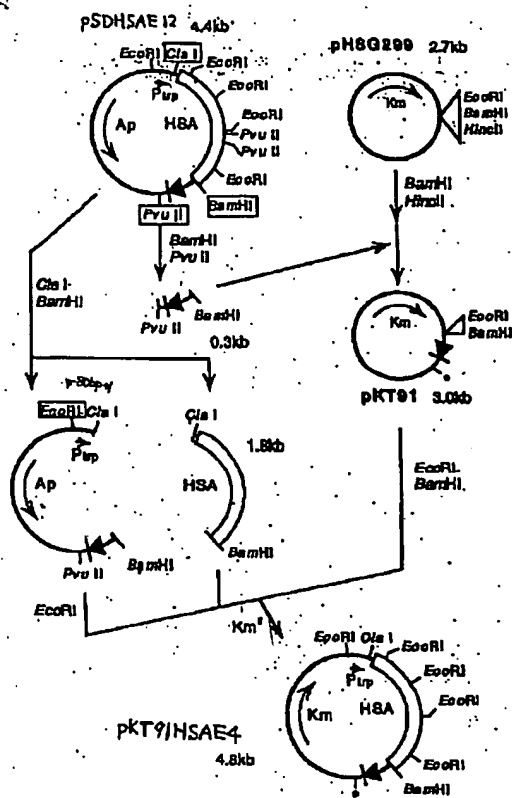 pSDHSAE12 4.4kb
EcoRI Cla I EcoRI
Ptrp
EcoRI
Ap HSA
EcoRI
Pvu II
Pvu II
EcoRI
Pvu II BamHI
BamHI
Pvu II
Cla I-
BamHI
BamHI
Pvu II
0.3kb
pHSG299 2.7kb
Km
EcoRI
BamHI
HincII
BamHI
HincII
Km
EcoRI
BamHI
pKT91 3.0kb
EcoRI Cla I
Ptrp
Ap
Pvu II BamHI
EcoRI
Cla I
1.8kb
HSA
BamHI
EcoRI-
BamHI
Km
EcoRI Cla I EcoRI
Ptrp
EcoRI
Km HSA
EcoRI
EcoRI
BamHI
pKT91HSAE4
4.8kb